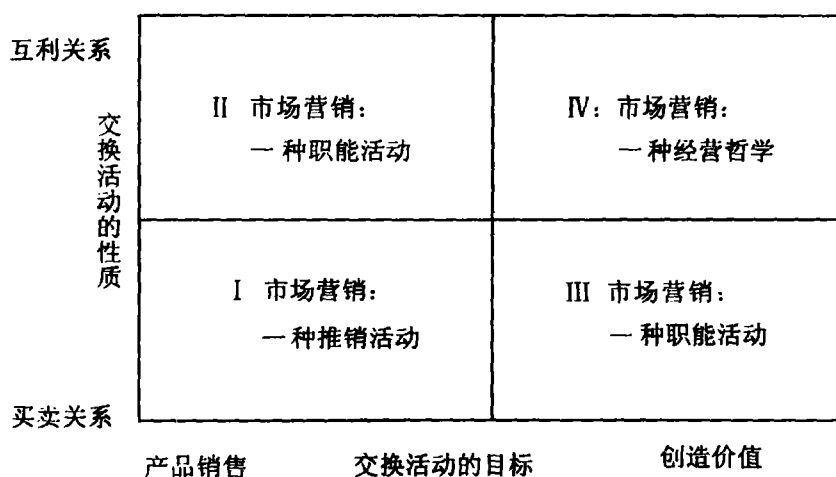 互利关系
II 市场营销：
一种职能活动
IV：市场营销：
一种经营哲学
交换活动的性质
I 市场营销：
一种推销活动
III 市场营销：
一种职能活动
买卖关系
产品销售
交换活动的目标
创造价值